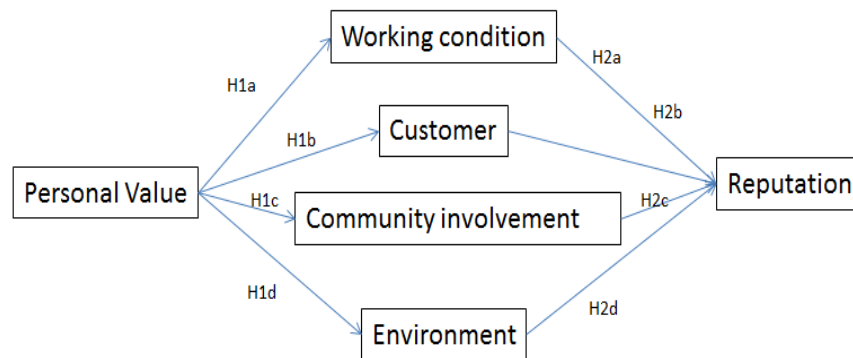 Working condition
H1a
H2a
H1b
Customer
H2b
Personal Value
H1c
Community involvement
H2c
Reputation
H1d
Environment
H2d